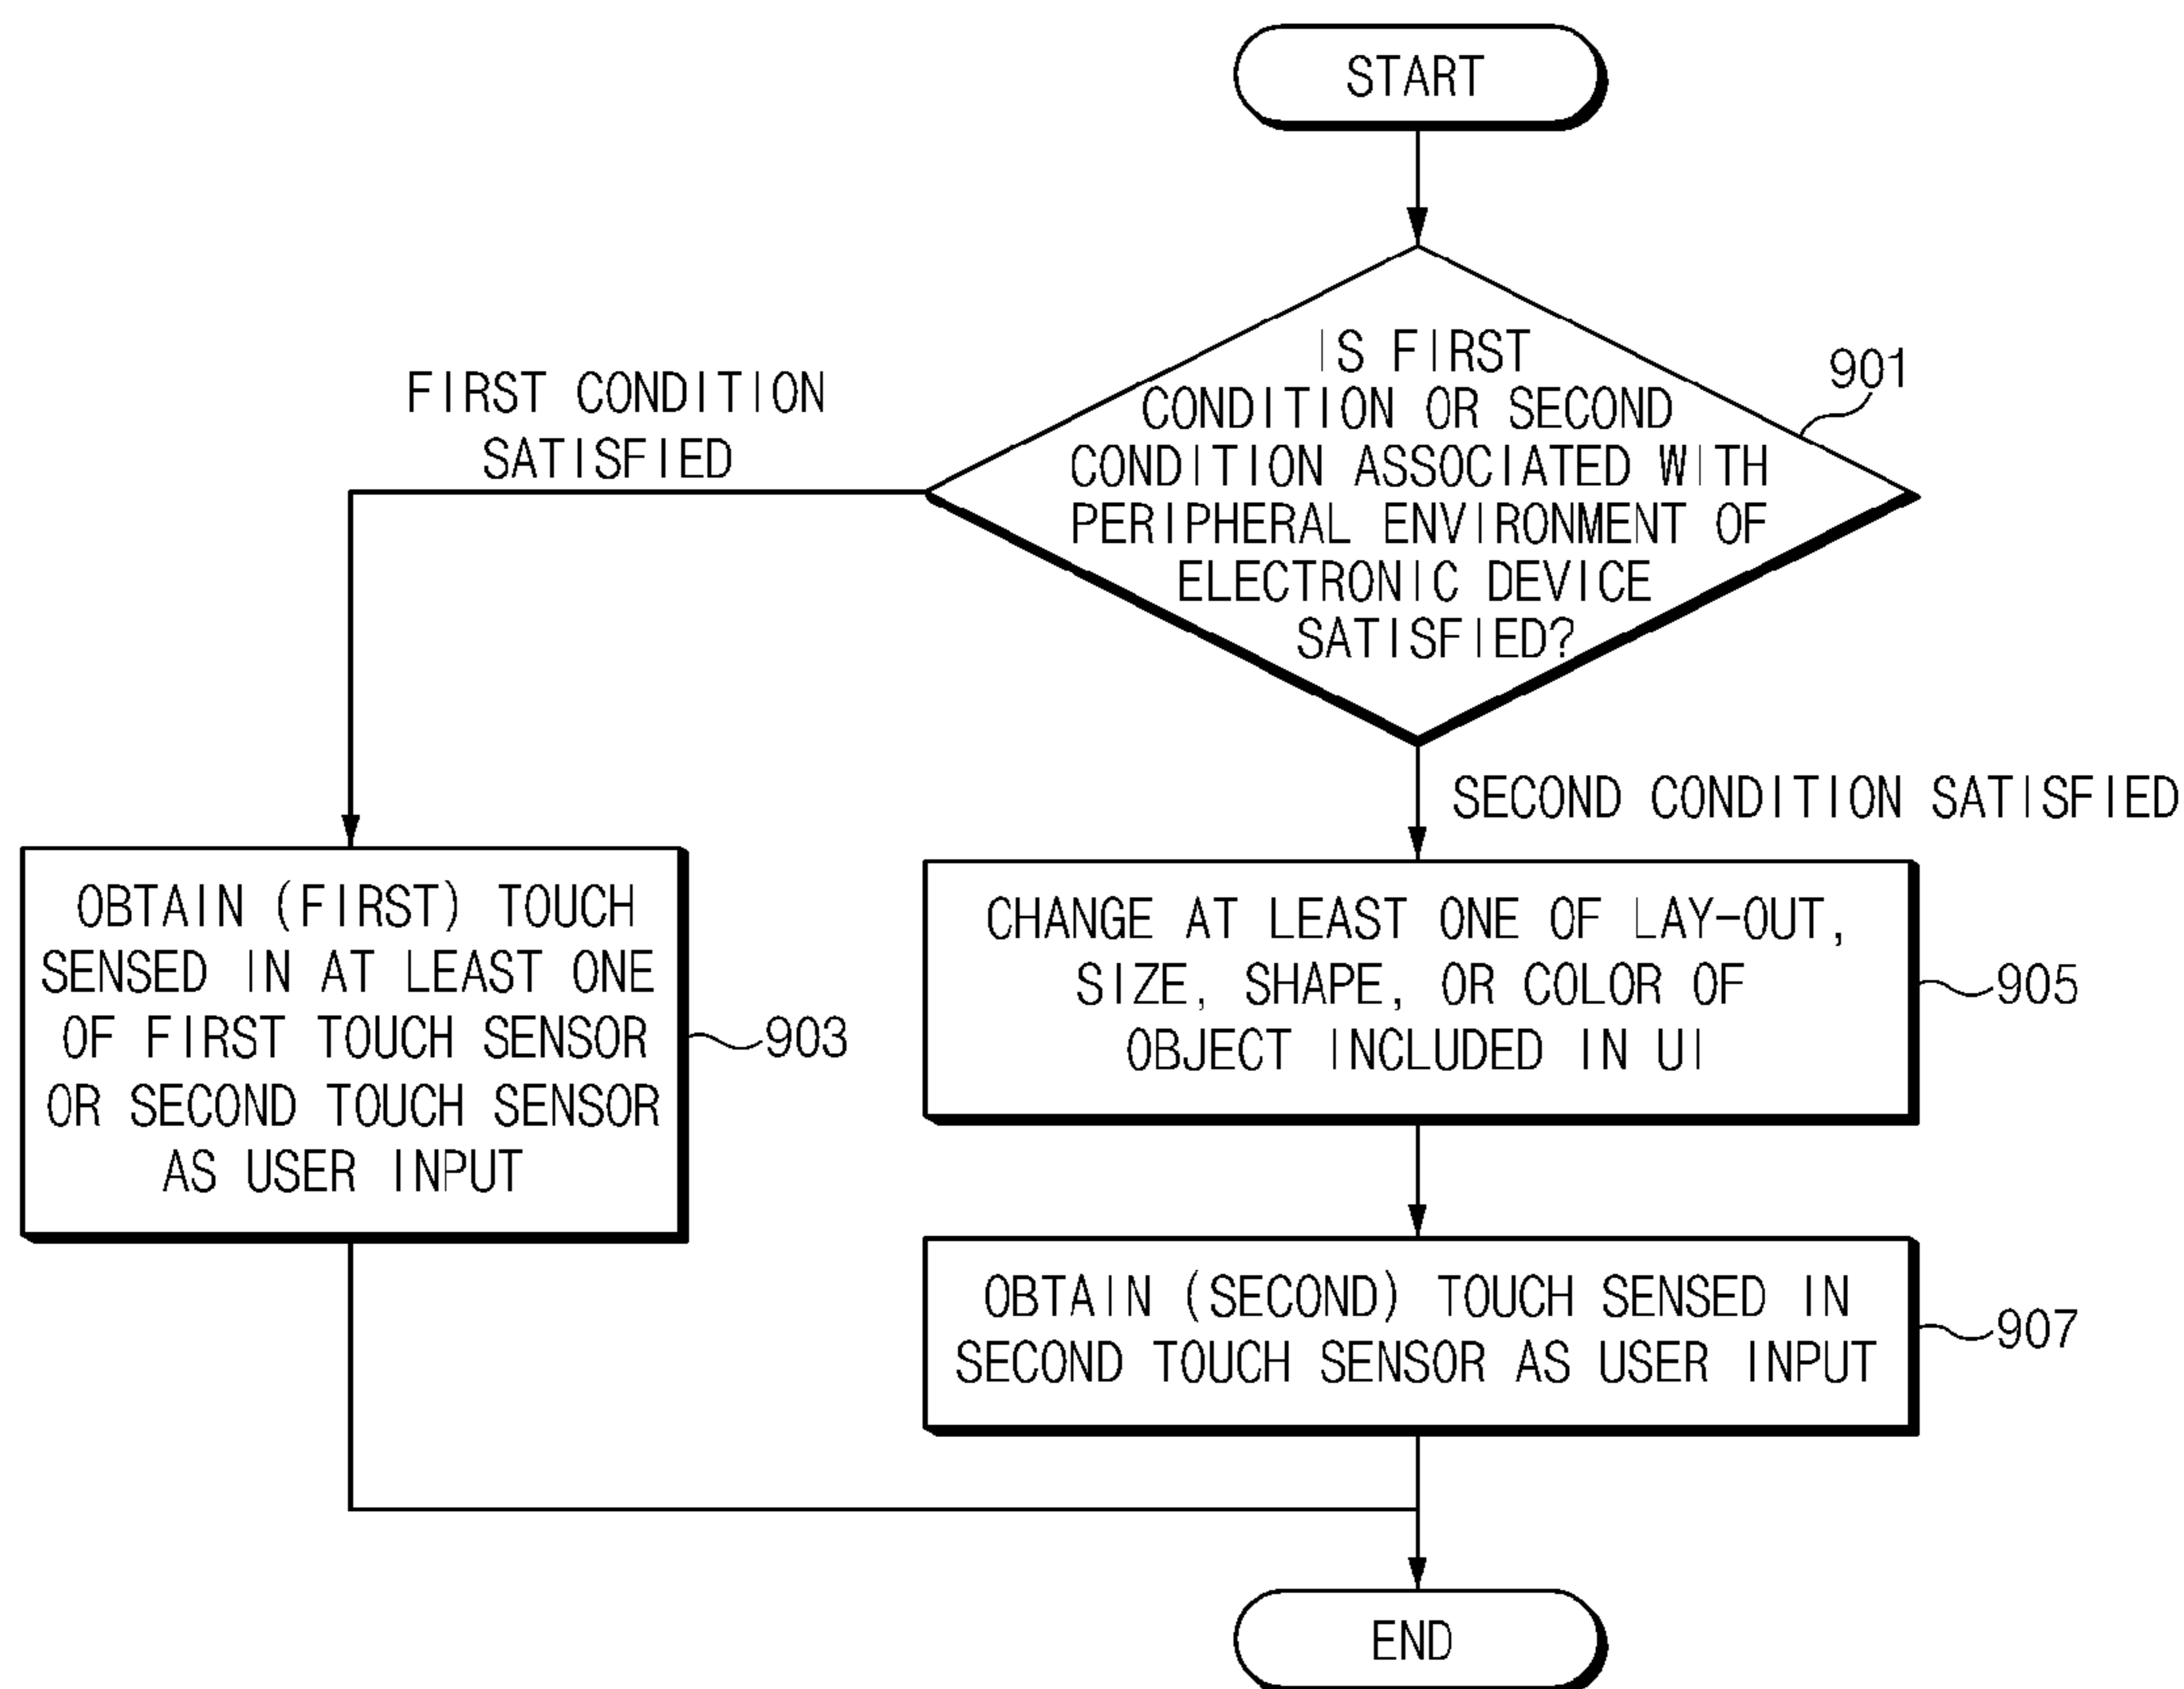 START
IS FIRST
CONDITION OR SECOND
CONDITION ASSOCIATED WITH
PERIPHERAL ENVIRONMENT OF
ELECTRONIC DEVICE
SATISFIED?
901
FIRST CONDITION
SATISFIED
SECOND CONDITION SATISFIED
OBTAIN (FIRST) TOUCH
SENSED IN AT LEAST ONE
OF FIRST TOUCH SENSOR
OR SECOND TOUCH SENSOR
AS USER INPUT
903
CHANGE AT LEAST ONE OF LAY-OUT,
SIZE, SHAPE, OR COLOR OF
OBJECT INCLUDED IN UI
905
OBTAIN (SECOND) TOUCH SENSED IN
SECOND TOUCH SENSOR AS USER INPUT
907
END